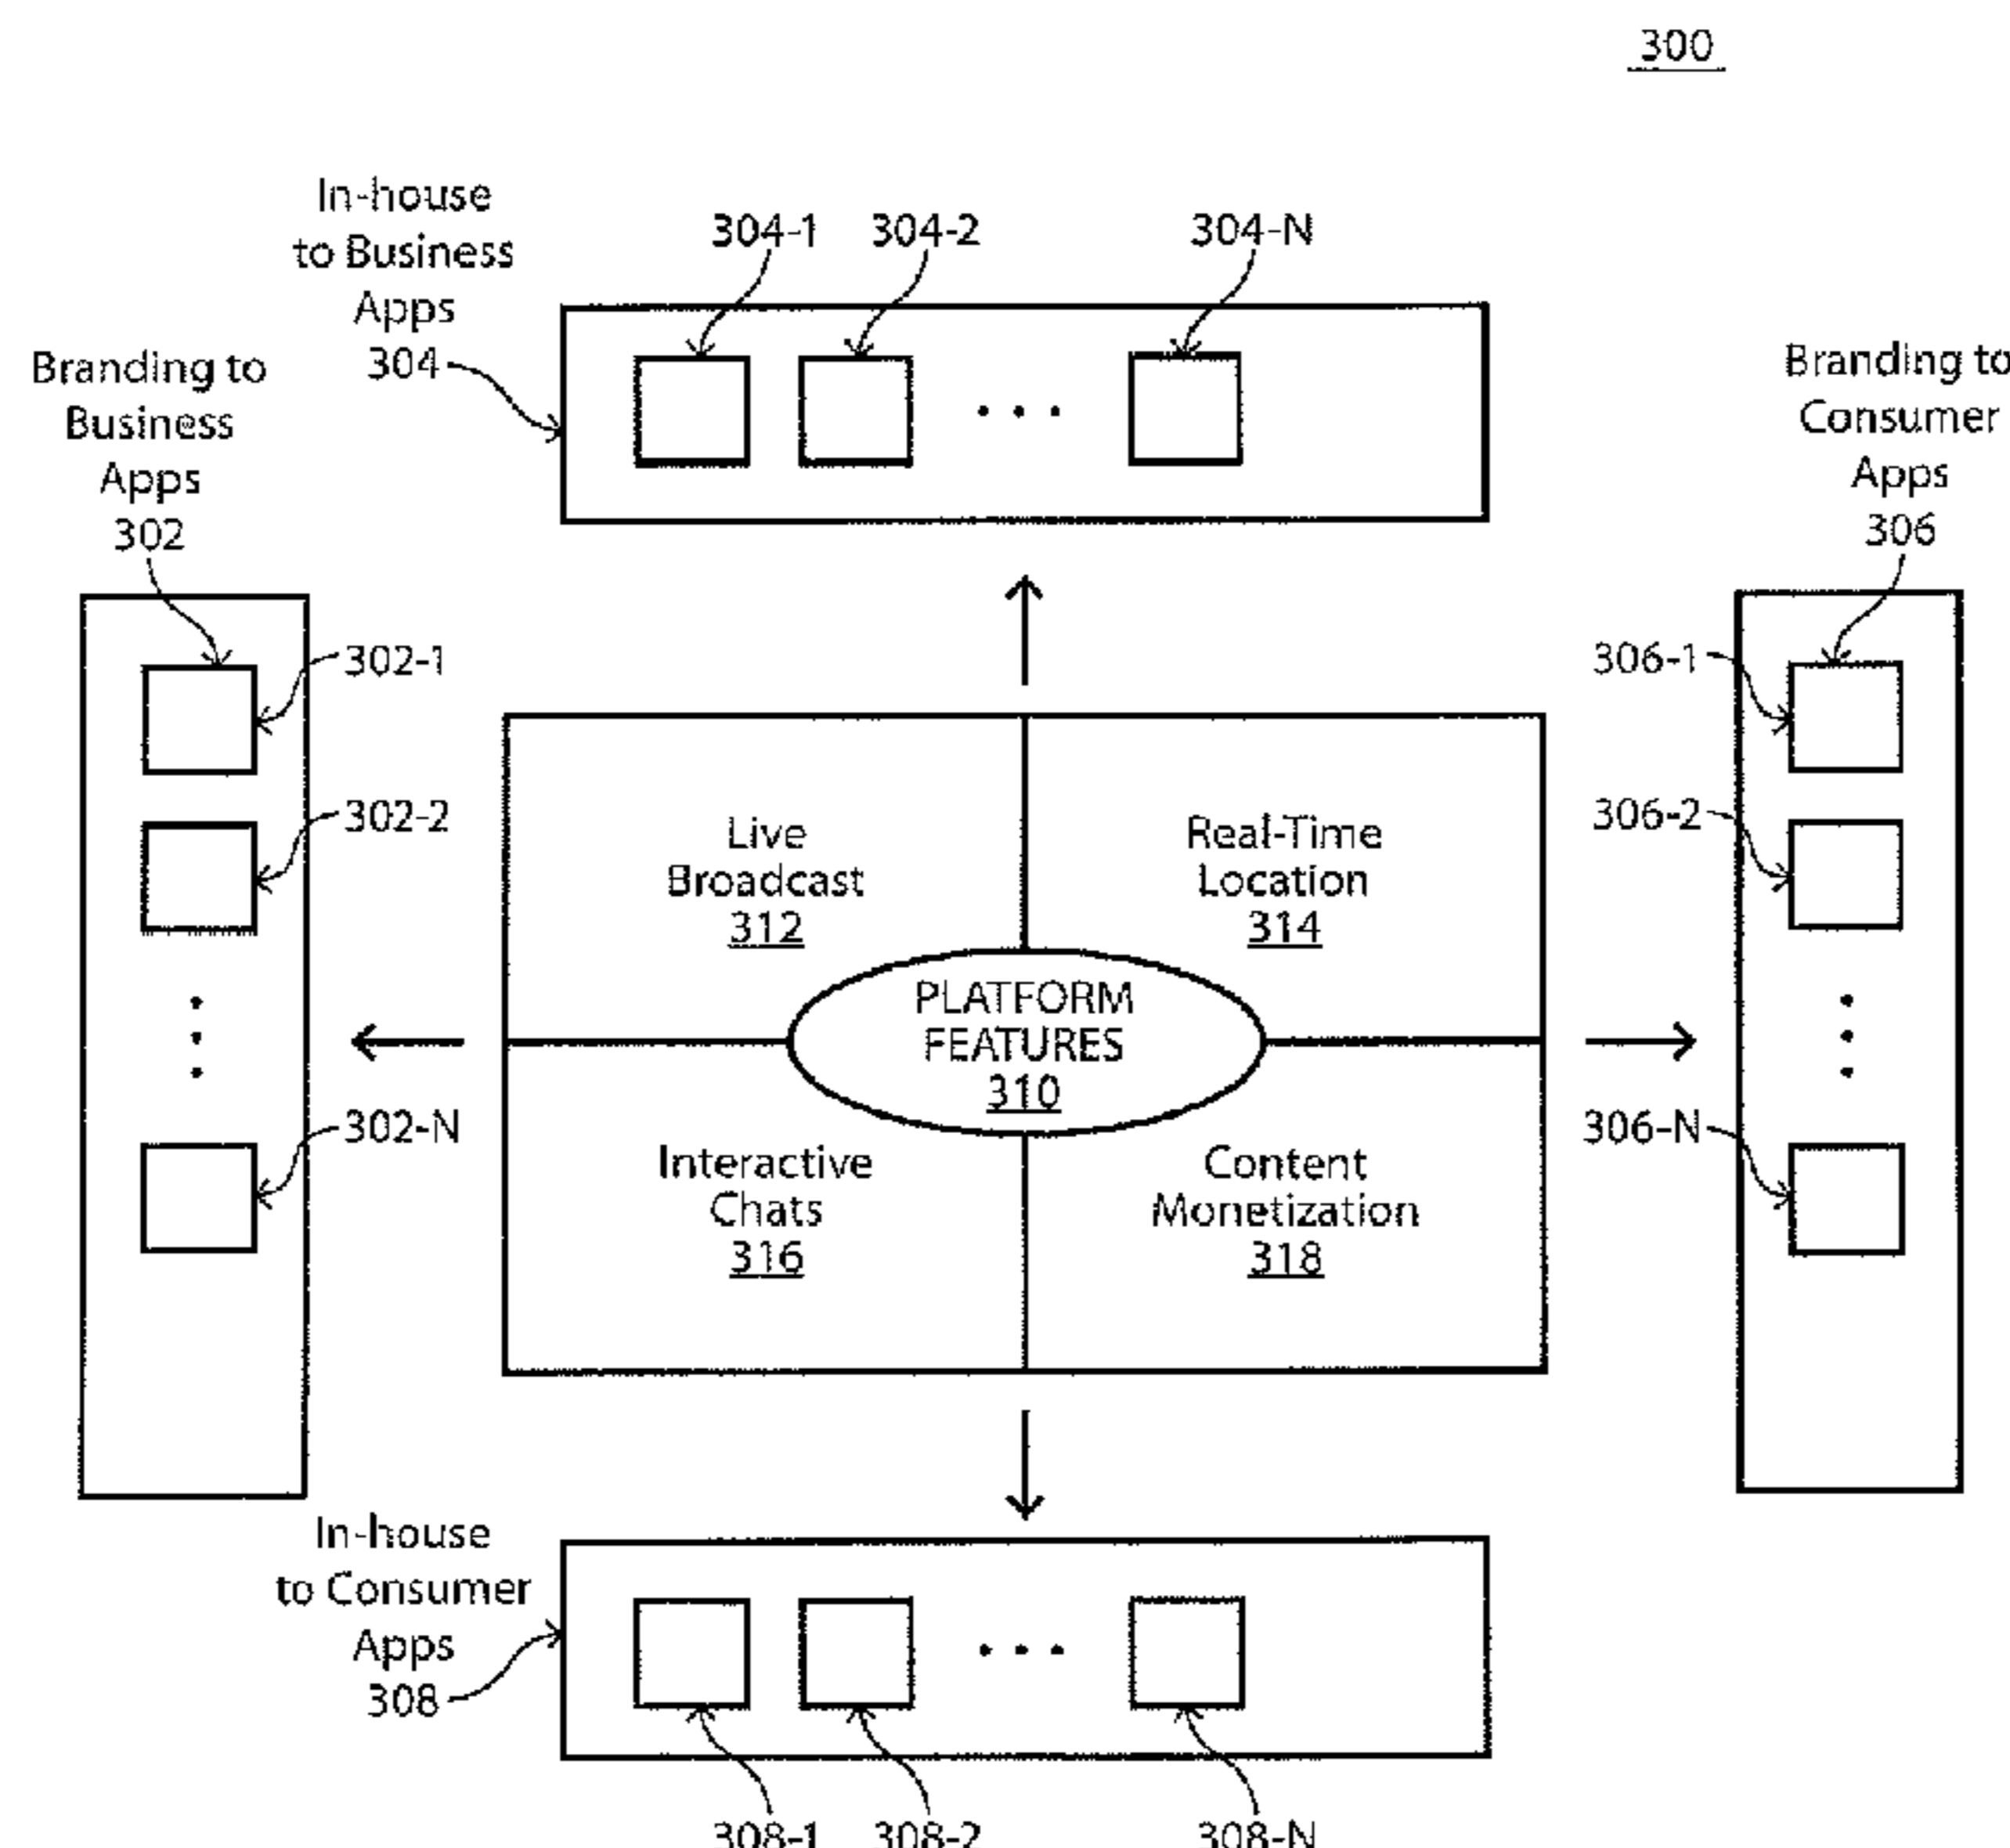 300
In-house
to Business
Apps
304
304-1
304-2
304-N
Branding to
Business
Apps
302
Branding to
Consumer
Apps
306
302-1
302-2
302-N
306-1
306-2
306-N
Live
Broadcast
312
Real-Time
Location
314
PLATFORM
FEATURES
310
Interactive
Chats
316
Content
Monetization
318
In-house
to Consumer
Apps
308
308-1
308-2
308-N